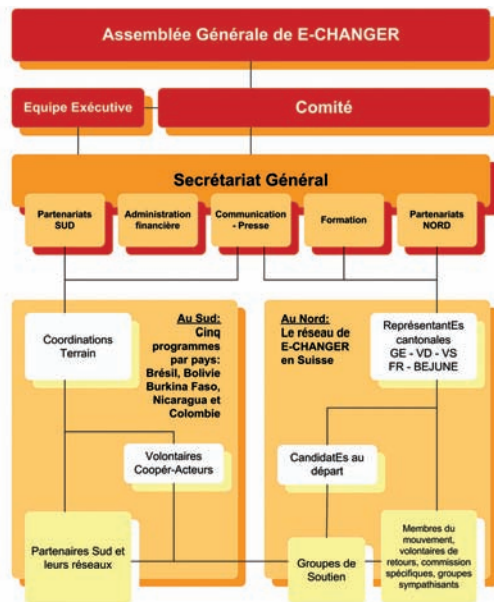 Assemblée Générale de E-CHANGER
Equipe Exécutive
Comité
Secrétariat Général
Partenariats
SUD
Administration
financière
Communication
- Presse
Formation
Partenariats
NORD
Coordinations
Terrain
Au Sud:
Cinq
programmes
par pays:
Brésil, Bolivie
Burkina Faso,
Nicaragua et
Colombie
Volontaires
Coopér-Acteurs
Partenaires Sud et
leurs réseaux
Au Nord:
Le réseau de
E-CHANGER
en Suisse
ReprésentantEs
cantonales
GE - VD - VS
FR - BEJUNE
CandidatEs au
départ
Groupes de
Soutien
Membres du
mouvement,
volontaires de
retours, commission
spécifiques, groupes
sympathisants